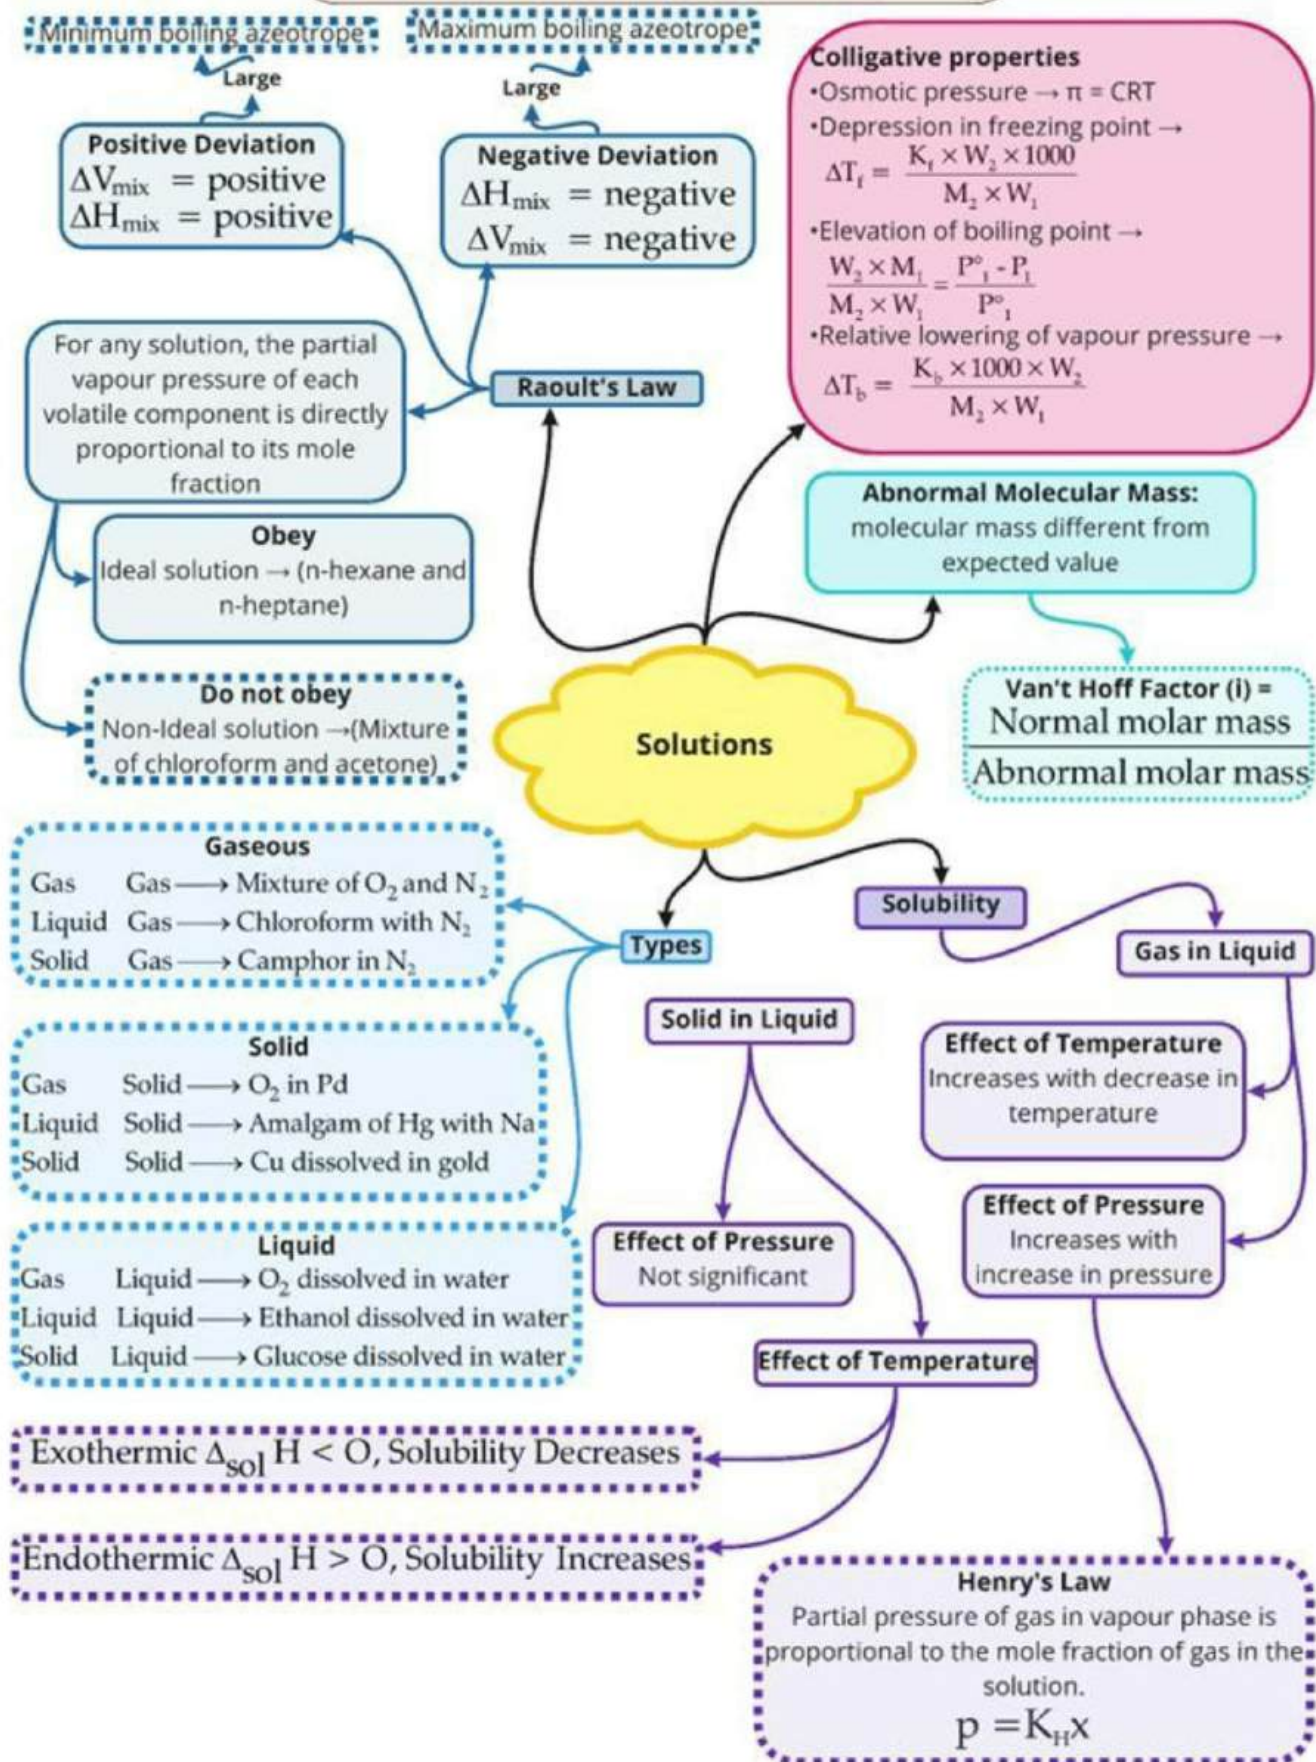 Minimum boiling azeotrope
Large
Positive Deviation
ΔVmix = positive
ΔHmix = positive
Maximum boiling azeotrope
Large
Negative Deviation
ΔHmix = negative
ΔVmix = negative
Colligative properties
•Osmotic pressure → π = CRT
•Depression in freezing point →
ΔTf = Kf × W2 × 1000 / M2 × W1
•Elevation of boiling point →
W2 × M1 / M2 × W1 = P°1 - P1 / P°1
•Relative lowering of vapour pressure →
ΔTb = Kb × 1000 × W2 / M2 × W1
For any solution, the partial
vapour pressure of each
volatile component is directly
proportional to its mole
fraction
Raoult's Law
Obey
Ideal solution → (n-hexane and
n-heptane)
Do not obey
Non-Ideal solution →(Mixture
of chloroform and acetone)
Abnormal Molecular Mass:
molecular mass different from
expected value
Van't Hoff Factor (i) =
Normal molar mass
Abnormal molar mass
Solutions
Gaseous
Gas Gas ⟶ Mixture of O2 and N2
Liquid Gas ⟶ Chloroform with N2
Solid Gas ⟶ Camphor in N2
Types
Solid
Gas Solid ⟶ O2 in Pd
Liquid Solid ⟶ Amalgam of Hg with Na
Solid Solid ⟶ Cu dissolved in gold
Liquid
Gas Liquid ⟶ O2 dissolved in water
Liquid Liquid ⟶ Ethanol dissolved in water
Solid Liquid ⟶ Glucose dissolved in water
Solubility
Gas in Liquid
Solid in Liquid
Effect of Temperature
Increases with decrease in
temperature
Effect of Pressure
Increases with
increase in pressure
Effect of Pressure
Not significant
Effect of Temperature
Exothermic Δsol H < O, Solubility Decreases
Endothermic Δsol H > O, Solubility Increases
Henry's Law
Partial pressure of gas in vapour phase is
proportional to the mole fraction of gas in the
solution.
p =KHx